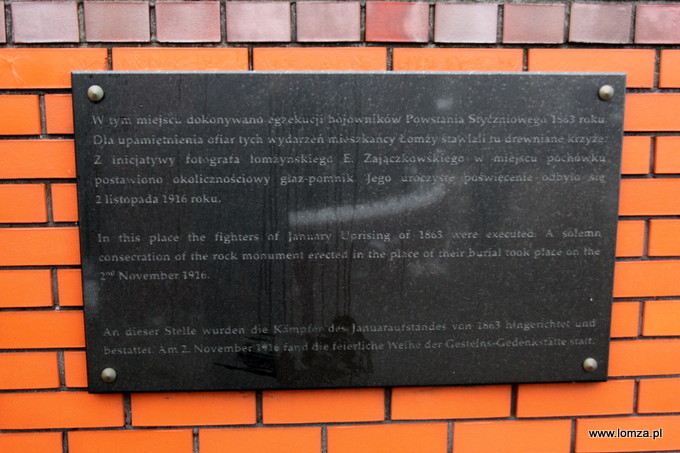 W tym miejscu dokonywano egzekucji bojowników Powstania Styczniowego 1863 roku.
Dla upamiętnienia ofiar tych wydarzeń mieszkańcy Łomży stawiali tu drewniane krzyże.
Z inicjatywy fotografa łomżyńskiego E. Zajączkowskiego w miejscu pochówku
postawiono okolicznościowy głaz-pomnik. Jego uroczyste poświęcenie odbyło się
2 listopada 1916 roku.
In this place the fighters of January Uprising of 1863 were executed. A solemn
consecration of the rock monument erected in the place of their burial took place on the
2nd November 1916.
An dieser Stelle wurden die Kämpfer des Januaraufstandes von 1863 hingerichtet und
bestattet. Am 2. November 1916 fand die feierliche Weihe der Gesteins-Gedenkstätte statt.
www.lomza.pl